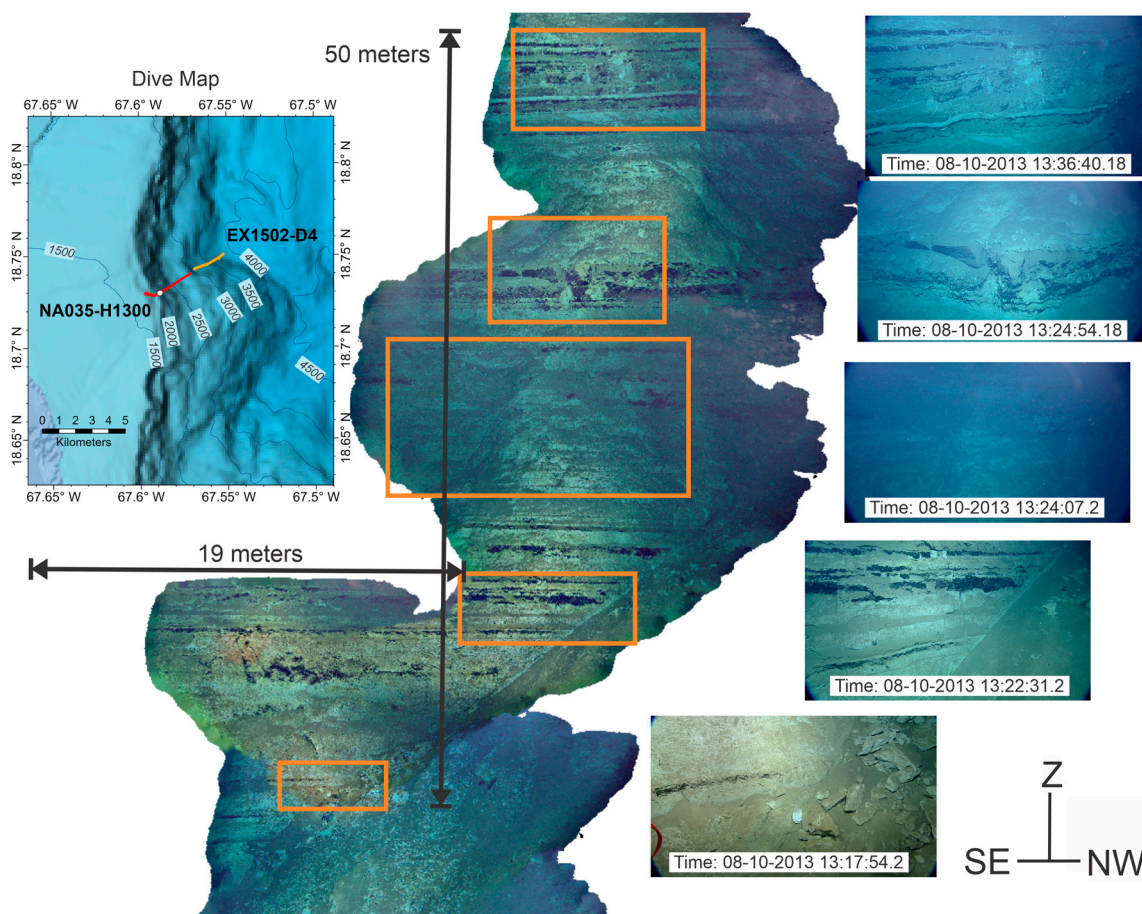 Dive Map
67.65° W 67.6° W 67.55° W 67.5° W
18.8° N
18.75° N
18.7° N
18.65° N
18.8° N
18.75° N
18.7° N
18.65° N
1500
EX1502-D4
4000
3500
3000
2500
2000
1500
4500
NA035-H1300
0 1 2 3 4 5
Kilometers
67.65° W 67.6° W 67.55° W 67.5° W
50 meters
19 meters
Time: 08-10-2013 13:36:40.18
Time: 08-10-2013 13:24:54.18
Time: 08-10-2013 13:24:07.2
Time: 08-10-2013 13:22:31.2
Time: 08-10-2013 13:17:54.2
Z
SE NW